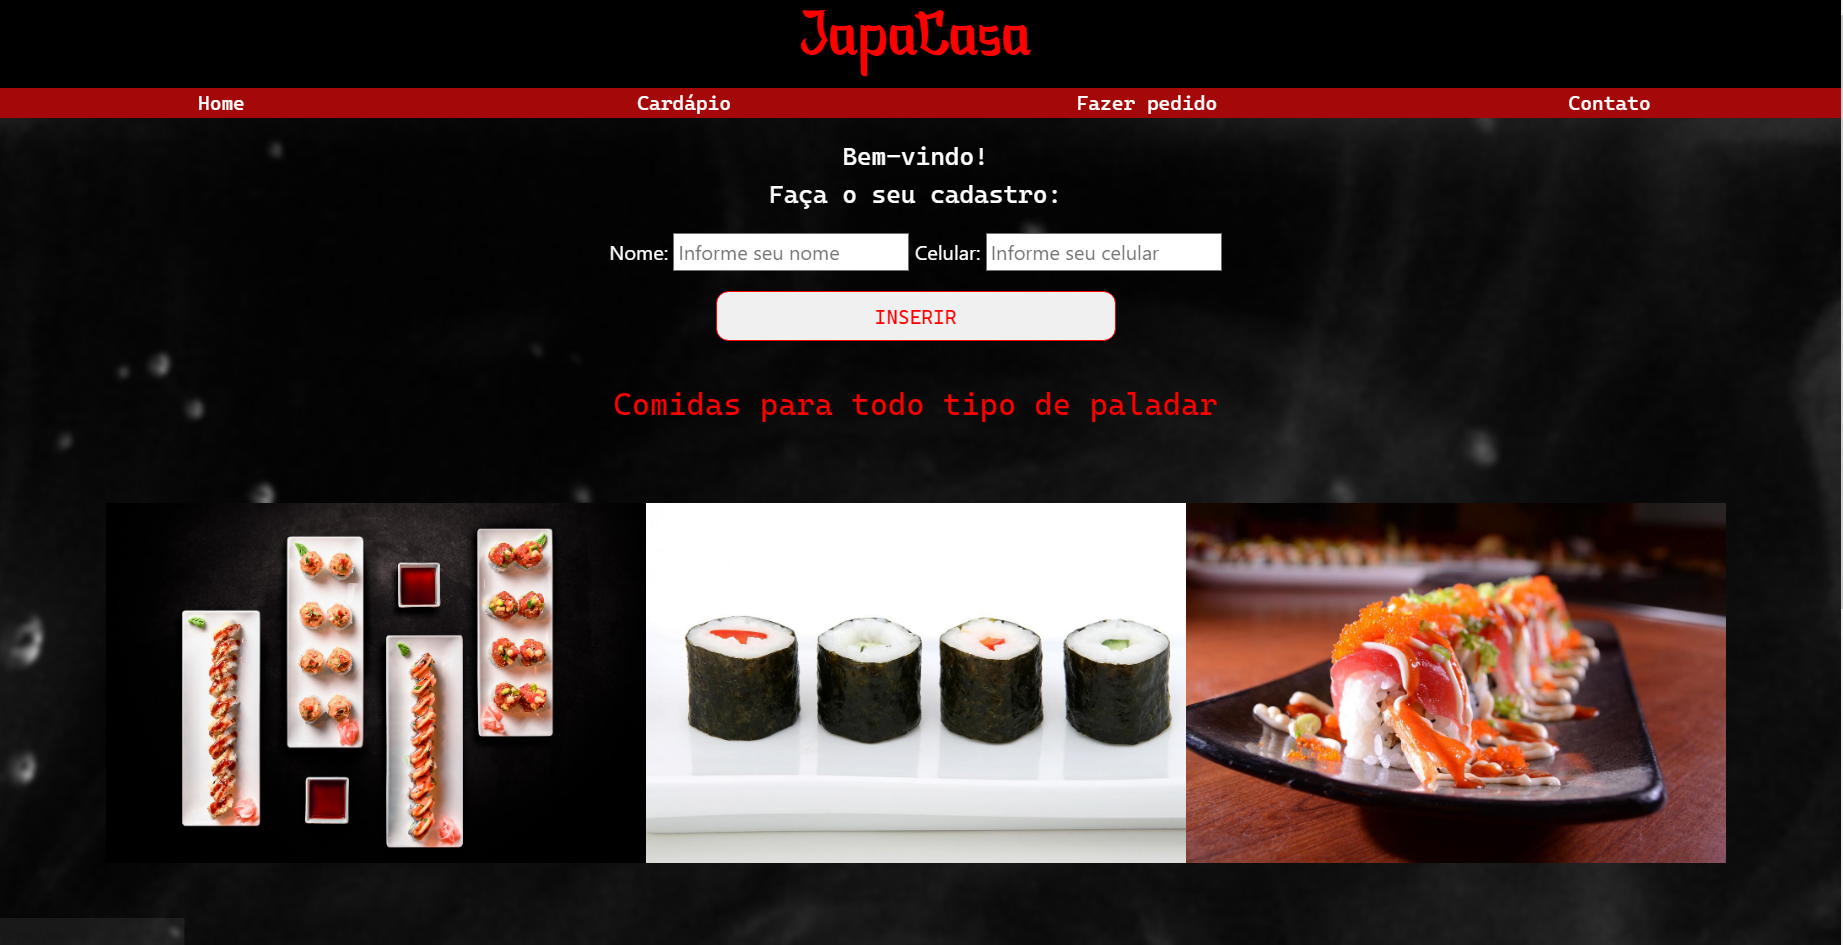 JapaCasa
Home Cardápio Fazer pedido Contato
Bem-vindo!
Faça o seu cadastro:
Nome: Informe seu nome Celular: Informe seu celular
INSERIR
Comidas para todo tipo de paladar